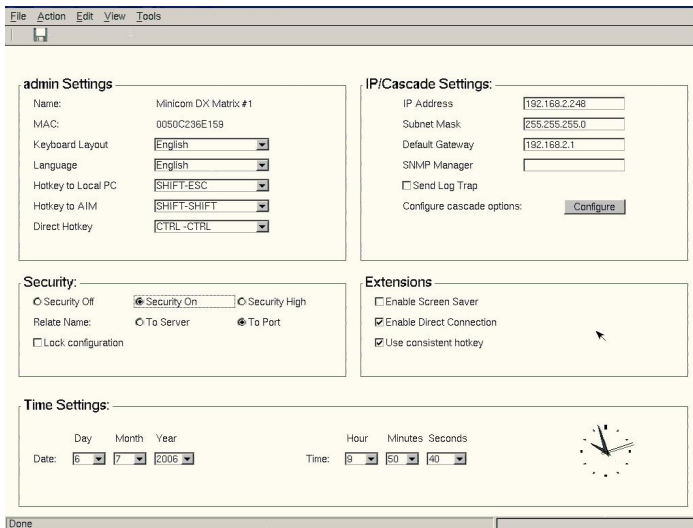 File Action Edit View Tools
admin Settings
Name: Minicom DX Matrix #1
MAC: 0050C236E159
Keyboard Layout English
Language English
Hotkey to Local PC SHIFT-ESC
Hotkey to AIM SHIFT-SHIFT
Direct Hotkey CTRL -CTRL
IP/Cascade Settings:
IP Address 192.168.2.248
Subnet Mask 255.255.255.0
Default Gateway 192.168.2.1
SNMP Manager
Send Log Trap
Configure cascade options: Configure
Security:
Security Off Security On Security High
Relate Name: To Server To Port
Lock configuration
Extensions
Enable Screen Saver
Enable Direct Connection
Use consistent hotkey
Time Settings:
Day Month Year
Date: 6 7 2006
Hour Minutes Seconds
Time: 9 50 40
Done